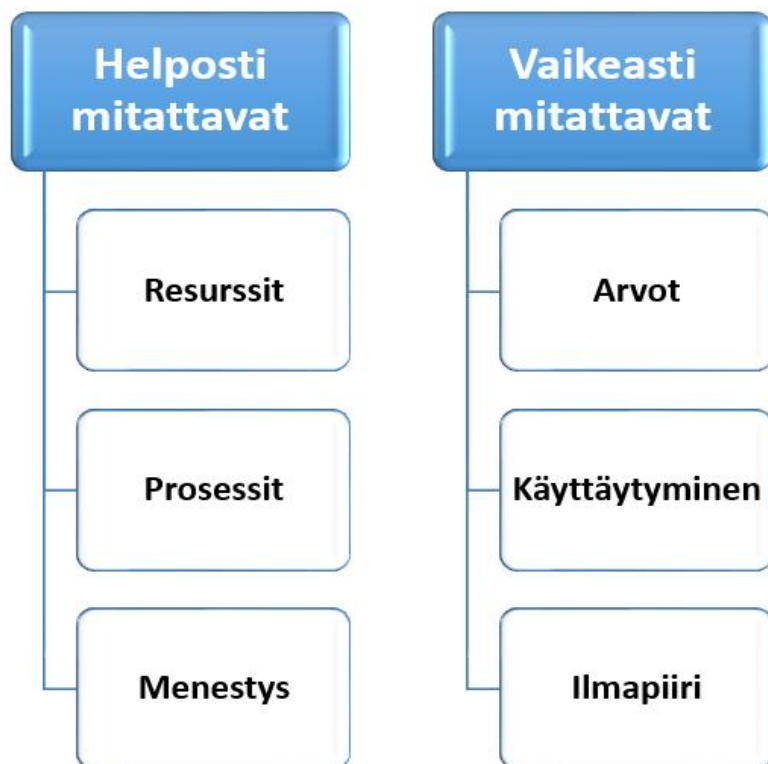 Helposti
mitattavat
Resurssit
Prosessit
Menestys
Vaikeasti
mitattavat
Arvot
Käyttäytyminen
Ilmapiiri